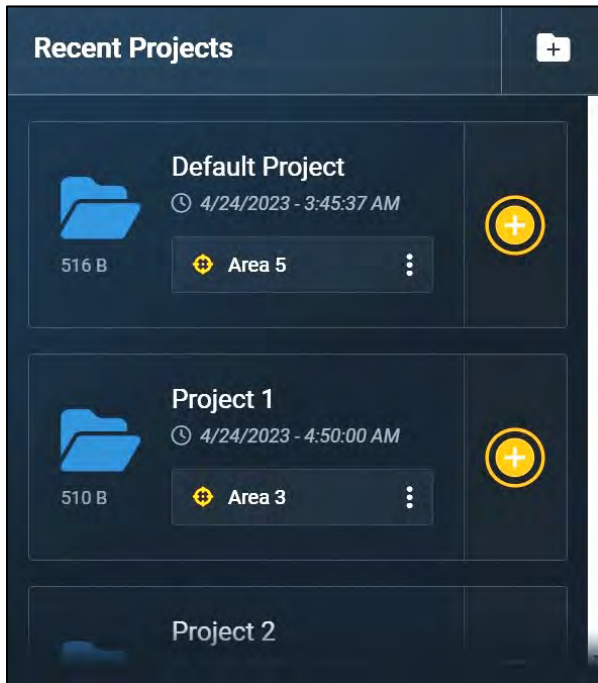 Recent Projects
Default Project
4/24/2023 - 3:45:37 AM
516 B
Area 5
Project 1
4/24/2023 - 4:50:00 AM
510 B
Area 3
Project 2